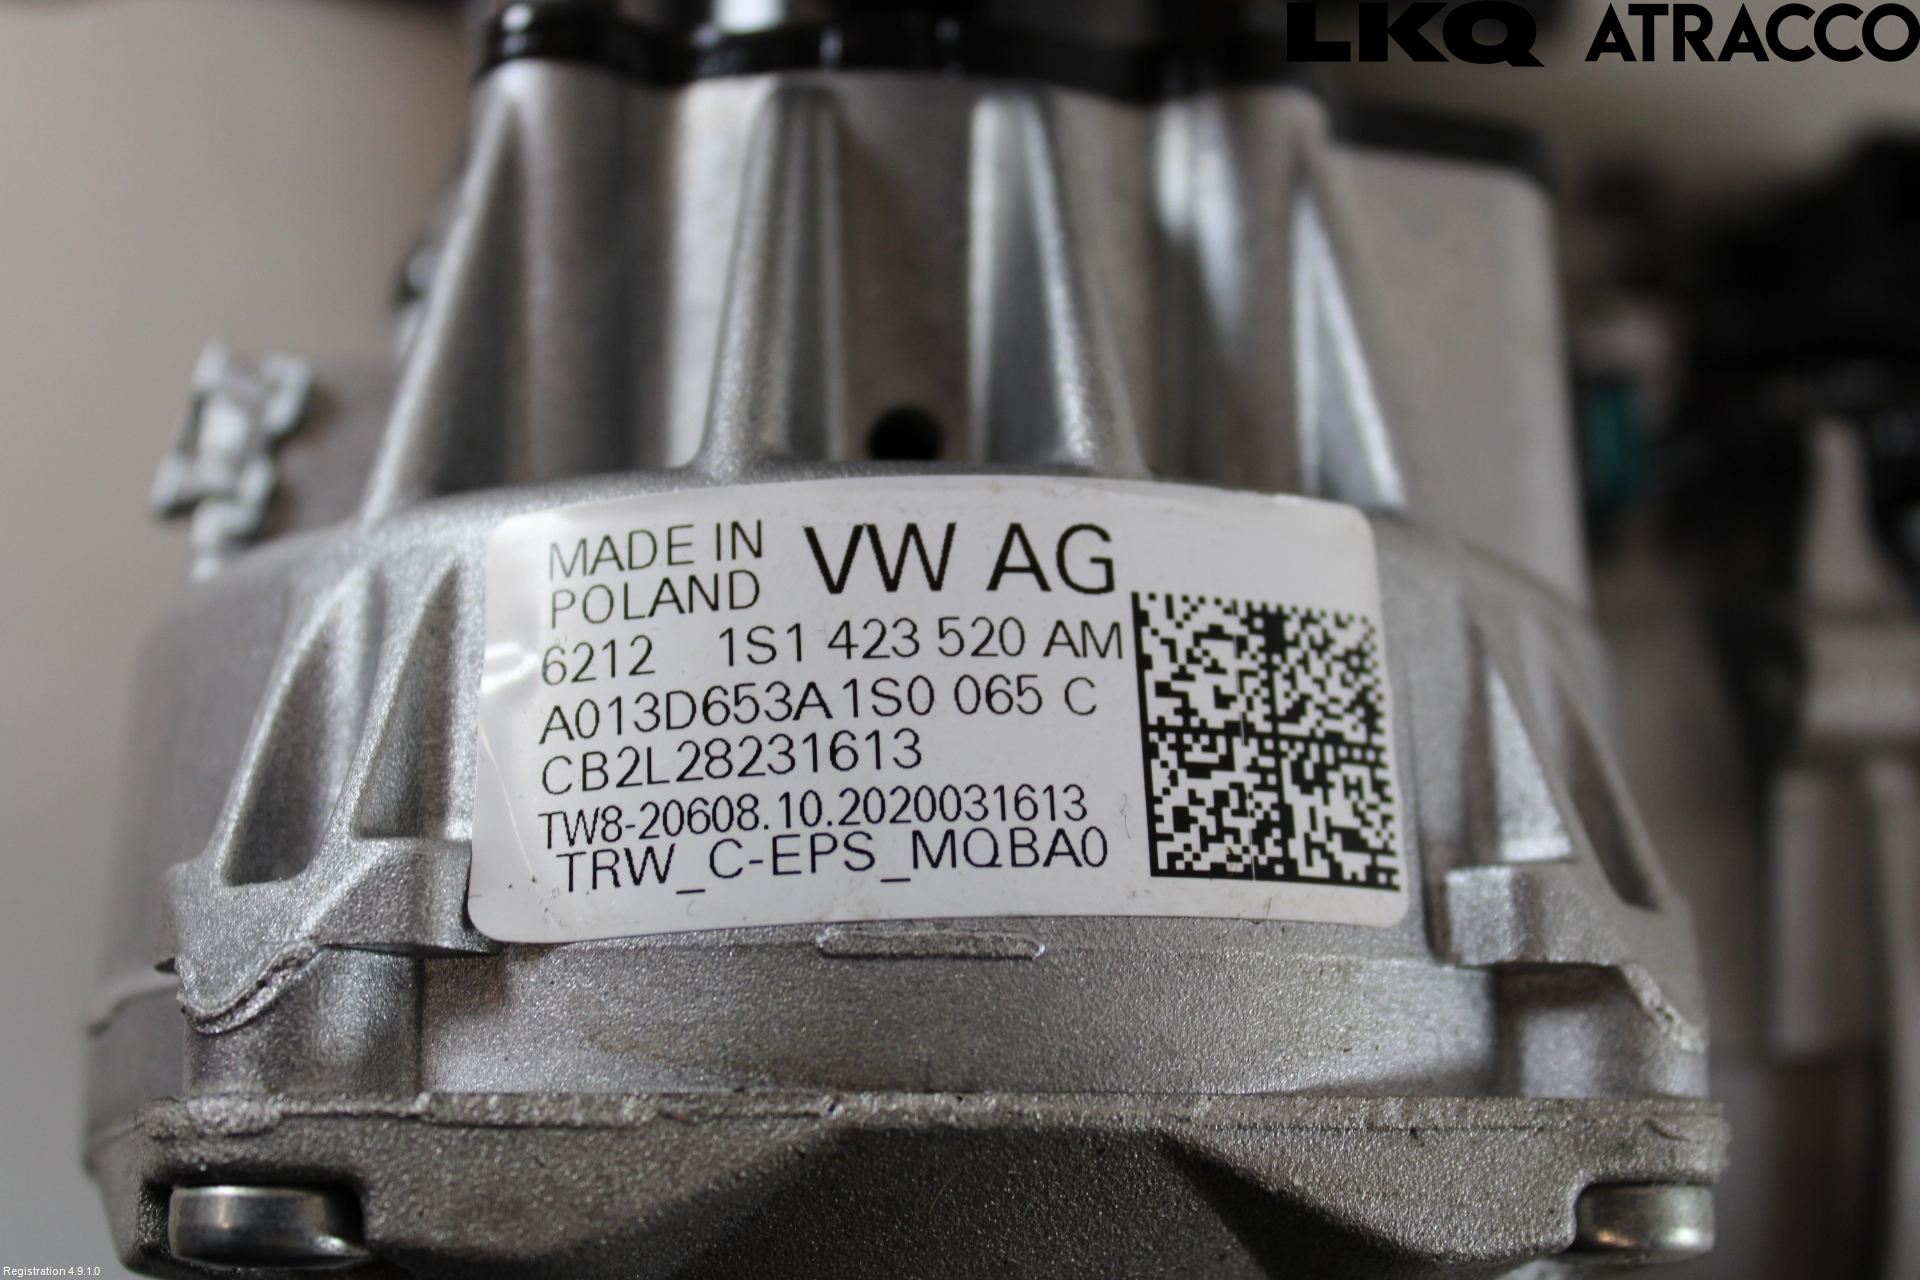 LKQ ATRACCO
MADE IN
POLAND
VW AG
6212 1S1 423 520 AM
A013D653A1S0 065 C
CB2L28231613
TW8-20608.10.2020031613
TRW_C-EPS_MQBA0
Registration 4.9.1.0